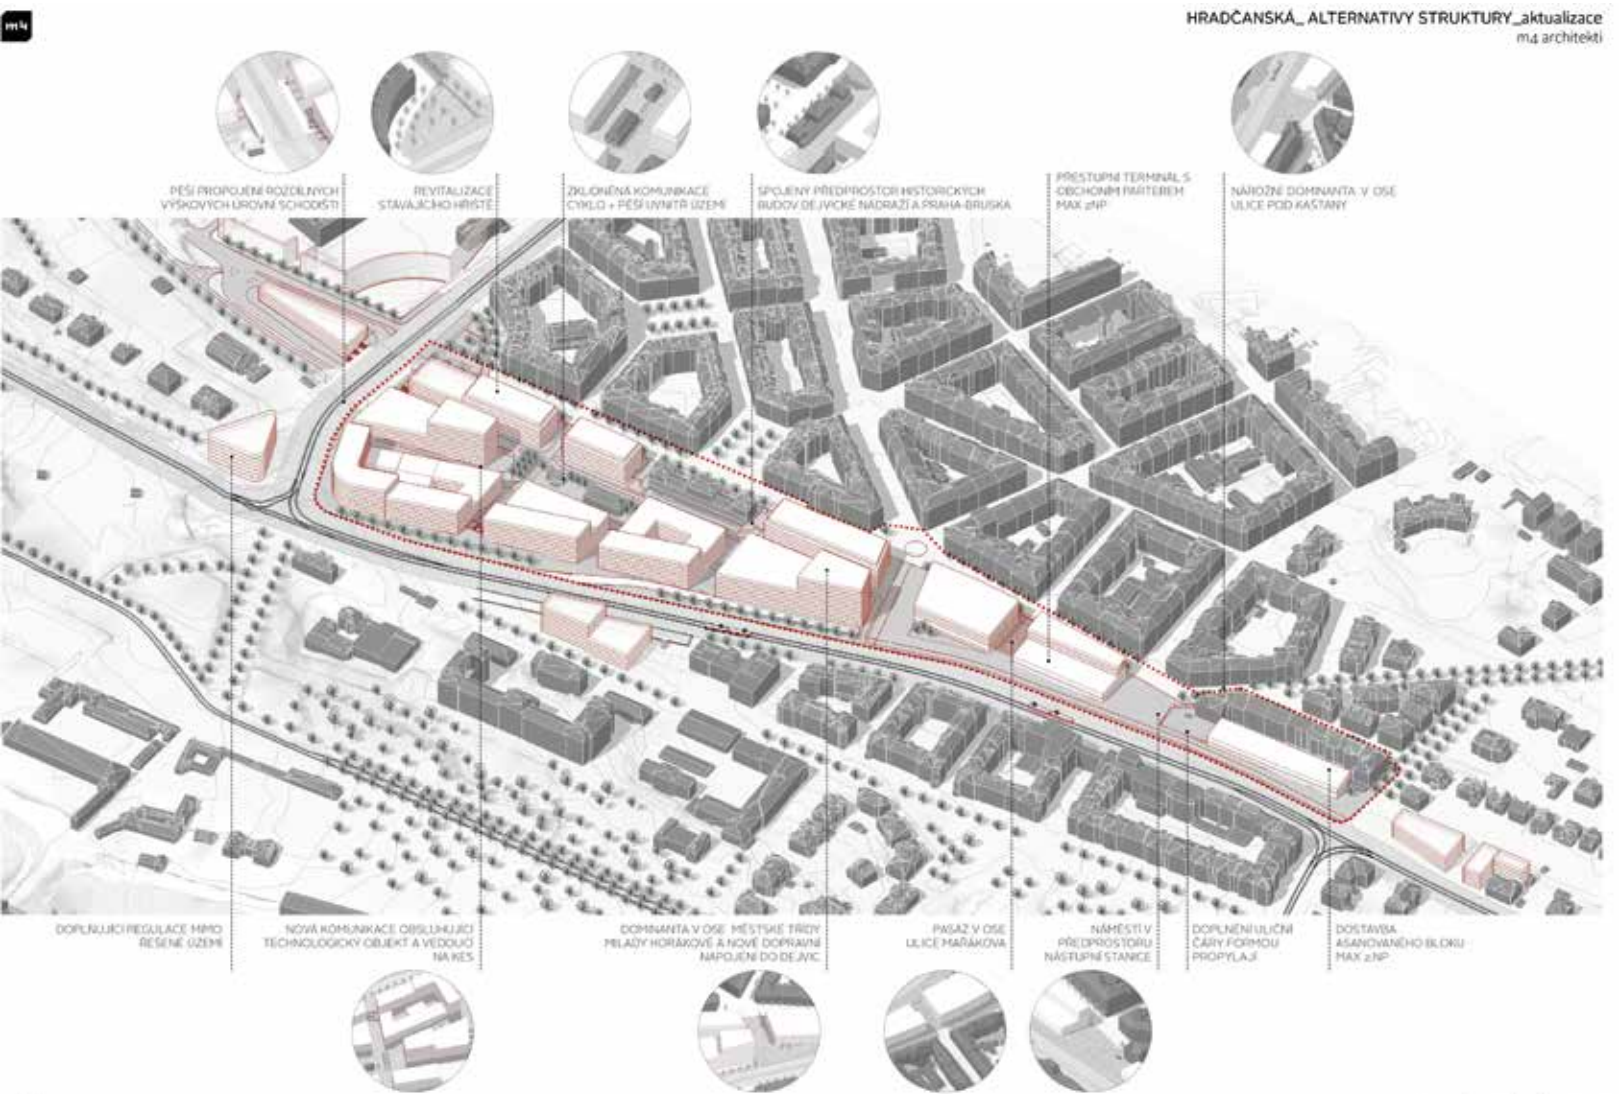 m4
HRADČANSKÁ_ ALTERNATIVY STRUKTURY_aktualizace
m4 architekti
PĚŠÍ PROPOJENÍ ROZDÍLNÝCH
VÝŠKOVÝCH ÚROVNÍ SCHODIŠTI
REVITALIZACE
STÁVAJÍCÍHO HŘIŠTĚ
ZKLIDNĚNÁ KOMUNIKACE
CYKLO + PĚŠÍ UVNITŘ ÚZEMÍ
SPOJENÝ PŘEDPROSTOR HISTORICKÝCH
BUDOV DEJVICKÉ NÁDRAŽÍ A PRAHA-BRUSKA
PŘESTUPNÍ TERMINÁL S
OBCHONÍM PARTEREM
MAX 2NP
NÁROŽNÍ DOMINANTA V OSE
ULICE POD KAŠTANY
DOPLŇUJÍCÍ REGULACE MIMO
ŘEŠENÉ ÚZEMÍ
NOVÁ KOMUNIKACE OBSLUHUJÍCÍ
TECHNOLOGICKÝ OBJEKT A VEDOUCÍ
NA KES
DOMINANTA V OSE MĚSTSKÉ TŘÍDY
MILADY HORÁKOVÉ A NOVÉ DOPRAVNÍ
NAPOJENÍ DO DEJVIC
PASÁŽ V OSE
ULICE MAŘÁKOVA
NÁMĚSTÍ V
PŘEDPROSTORU
NÁSTUPNÍ STANICE
DOPLNĚNÍ ULIČNÍ
ČÁRY FORMOU
PROPYLAJÍ
DOSTAVBA
ASANOVANÉHO BLOKU
MAX 2NP